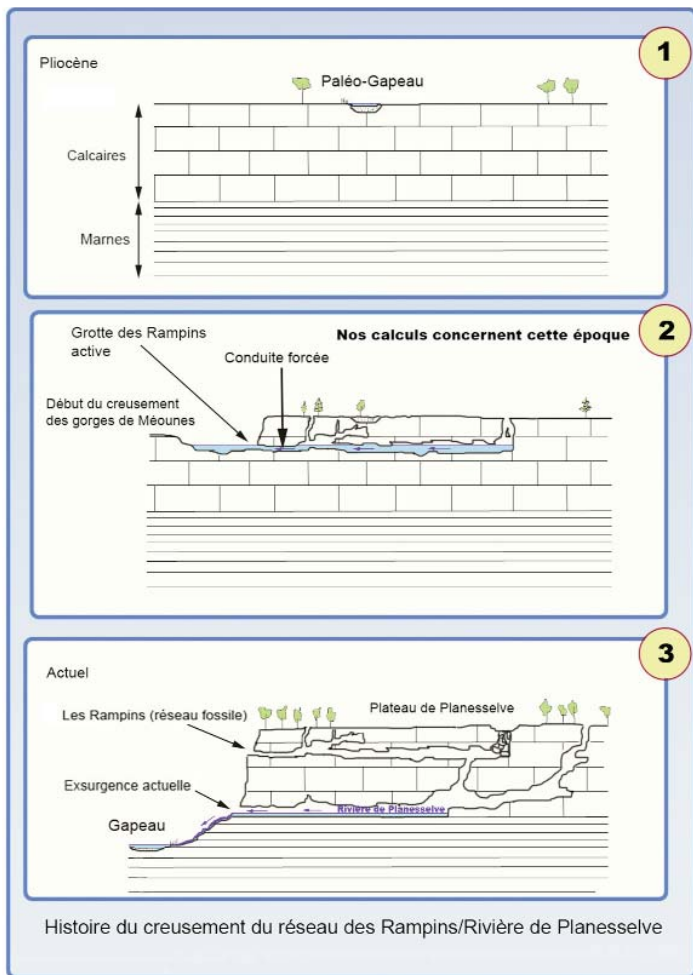 1
Pliocène
Paléo-Gapeau
Calcaires
Marnes
2
Grotte des Rampins
active
Nos calculs concernent cette époque
Conduite forcée
Début du creusement
des gorges de Méounes
3
Actuel
Les Rampins (réseau fossile)
Plateau de Planesselve
Exsurgence actuelle
Rivière de Planesselve
Gapeau
Histoire du creusement du réseau des Rampins/Rivière de Planesselve